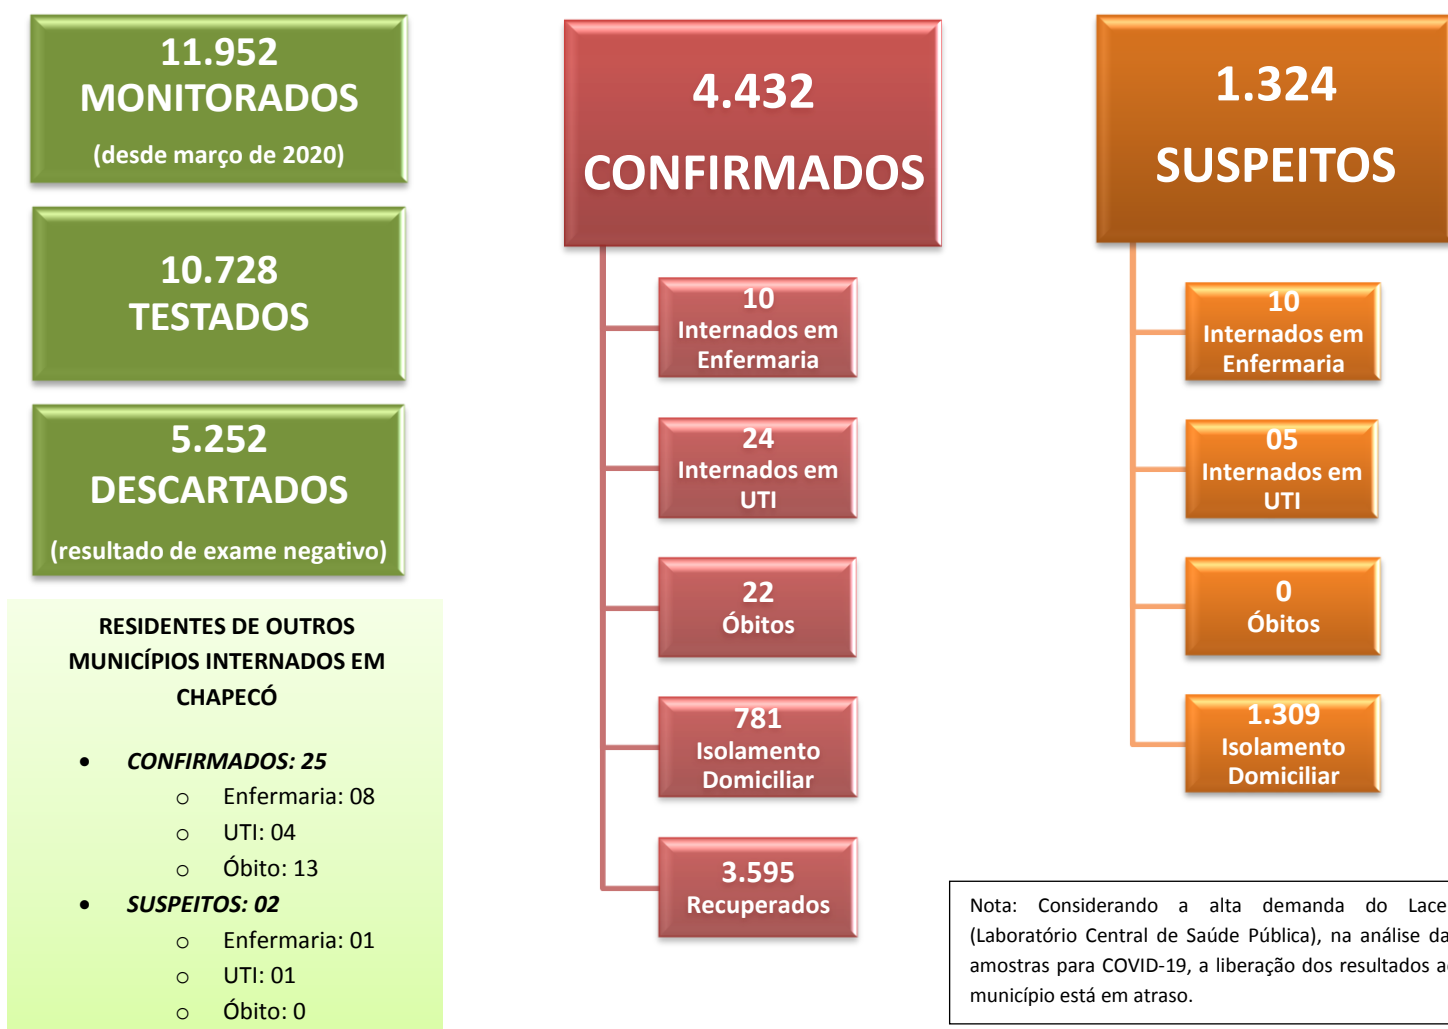 11.952
MONITORADOS
(desde março de 2020)
10.728
TESTADOS
5.252
DESCARTADOS
(resultado de exame negativo)
RESIDENTES DE OUTROS
MUNICÍPIOS INTERNADOS EM
CHAPECÓ
• CONFIRMADOS: 25
o Enfermaria: 08
o UTI: 04
o Óbito: 13
• SUSPEITOS: 02
o Enfermaria: 01
o UTI: 01
o Óbito: 0
4.432
CONFIRMADOS
10
Internados em
Enfermaria
24
Internados em
UTI
22
Óbitos
781
Isolamento
Domiciliar
3.595
Recuperados
1.324
SUSPEITOS
10
Internados em
Enfermaria
05
Internados em
UTI
0
Óbitos
1.309
Isolamento
Domiciliar
Nota: Considerando a alta demanda do
(Laboratório Central de Saúde Pública), na análise
amostras para COVID-19, a liberação dos resultados
município está em atraso.